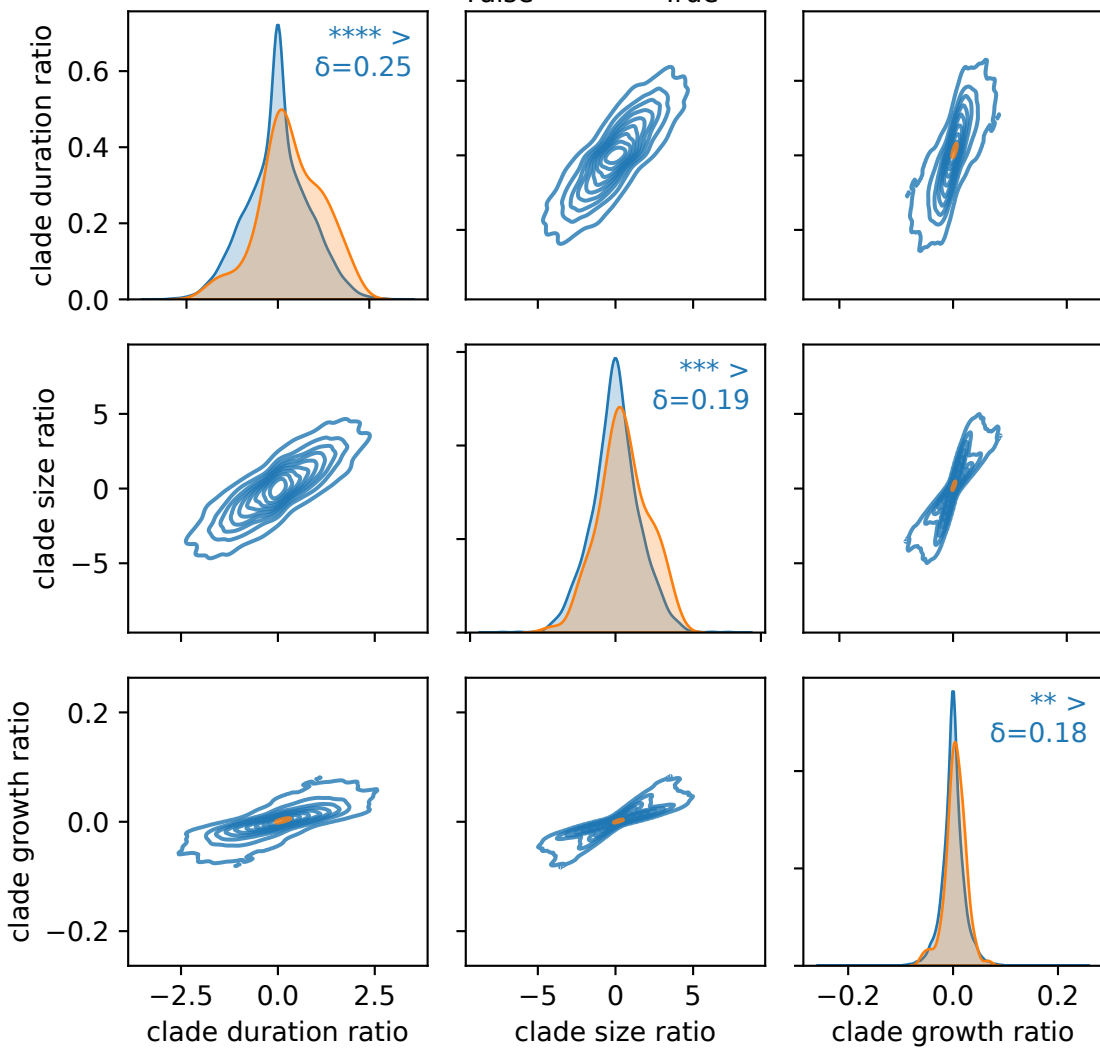 True
clade duration ratio
0.6
0.4
0.2
0.0
**** >
δ=0.25
clade size ratio
5
0
−5
*** >
δ=0.19
clade growth ratio
0.2
0.0
−0.2
** >
δ=0.18
−2.5
0.0
2.5
−5
0
5
−0.2
0.0
0.2
clade duration ratio
clade size ratio
clade growth ratio